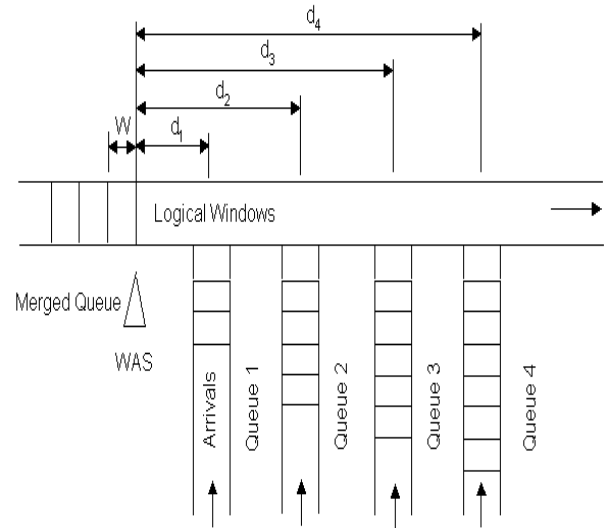 d4
d3
d2
W
d1
Logical Windows
Merged Queue
WAS
Arrivals
Queue 1
Queue 2
Queue 3
Queue 4